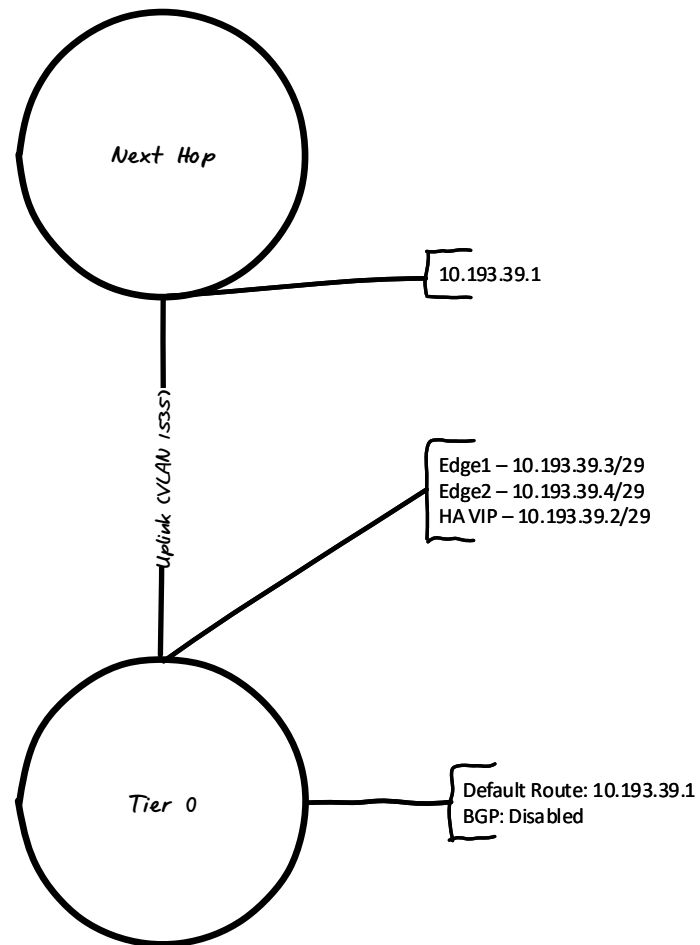 Next Hop
10.193.39.1
Uplink (VLAN 1535)
Edge1 – 10.193.39.3/29
Edge2 – 10.193.39.4/29
HA VIP – 10.193.39.2/29
Tier 0
Default Route: 10.193.39.1
BGP: Disabled